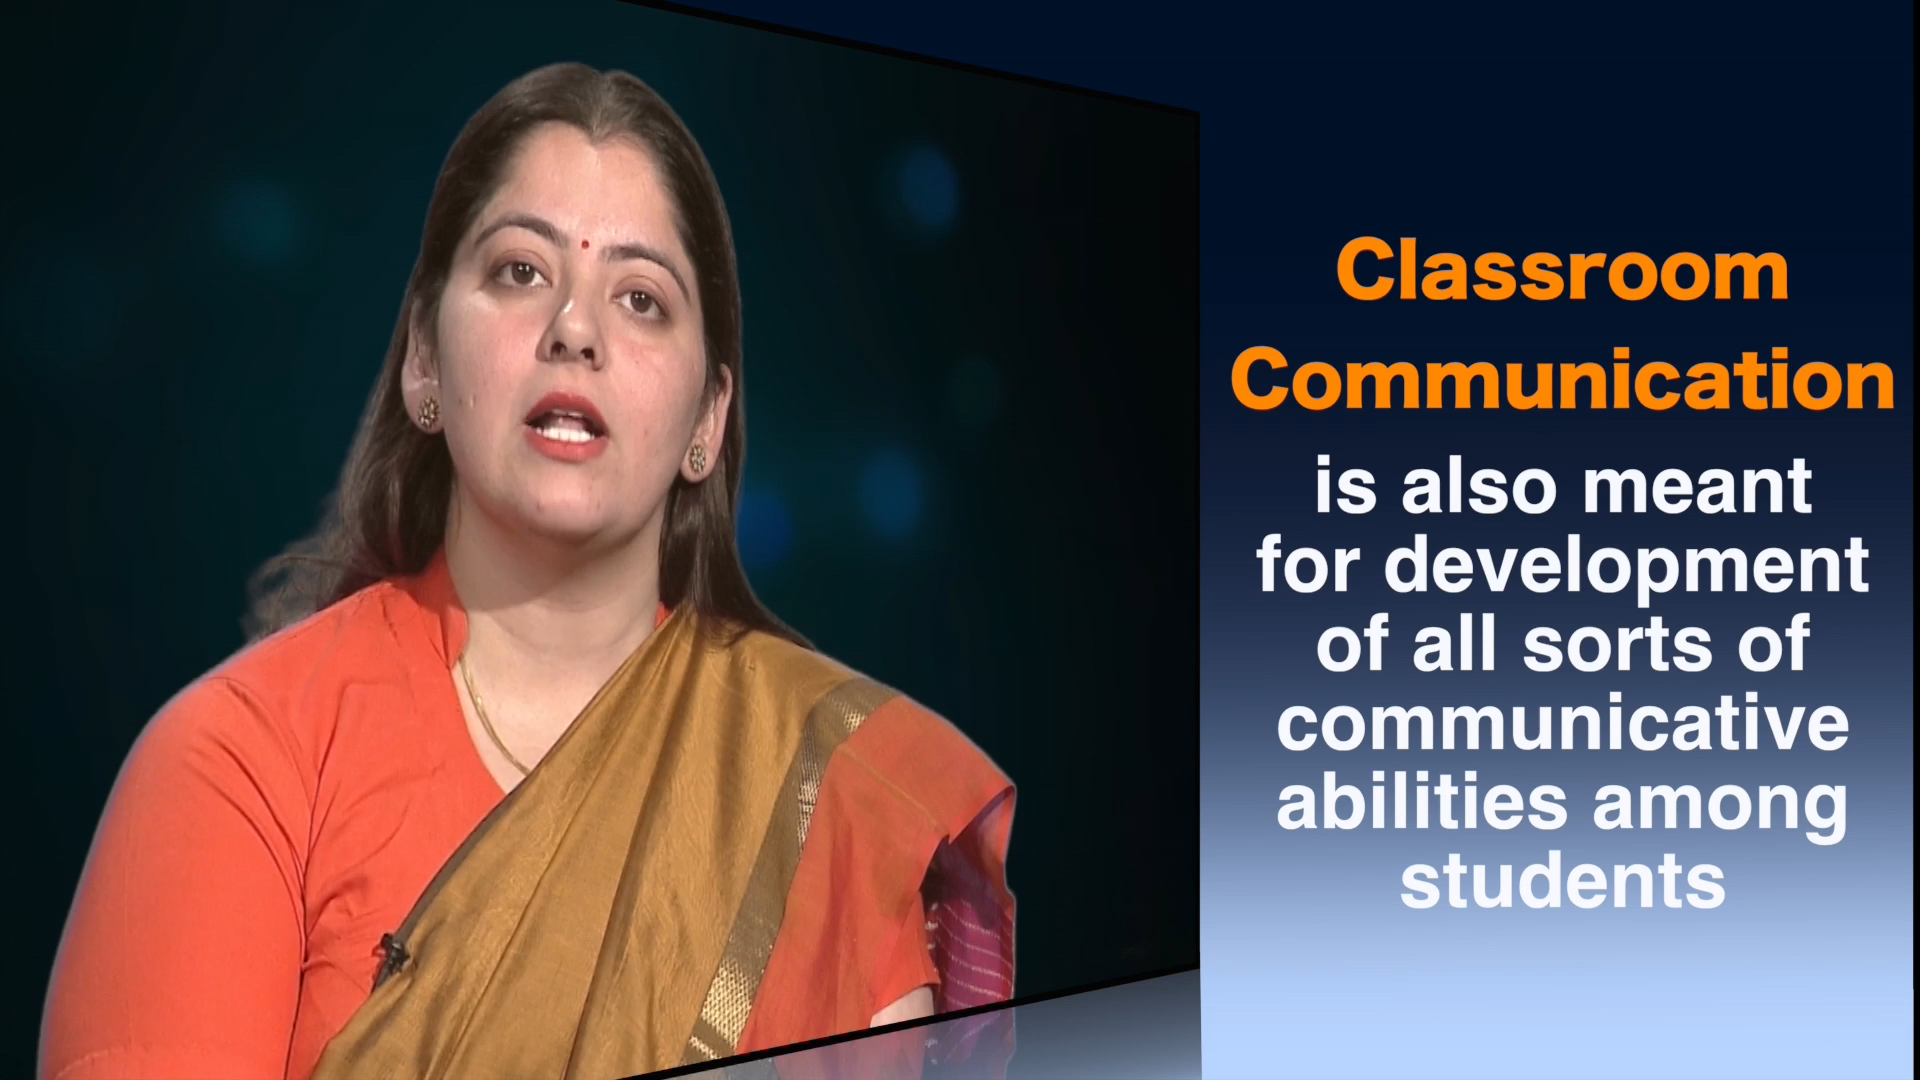 Classroom
Communication
is also meant
for development
of all sorts of
communicative
abilities among
students